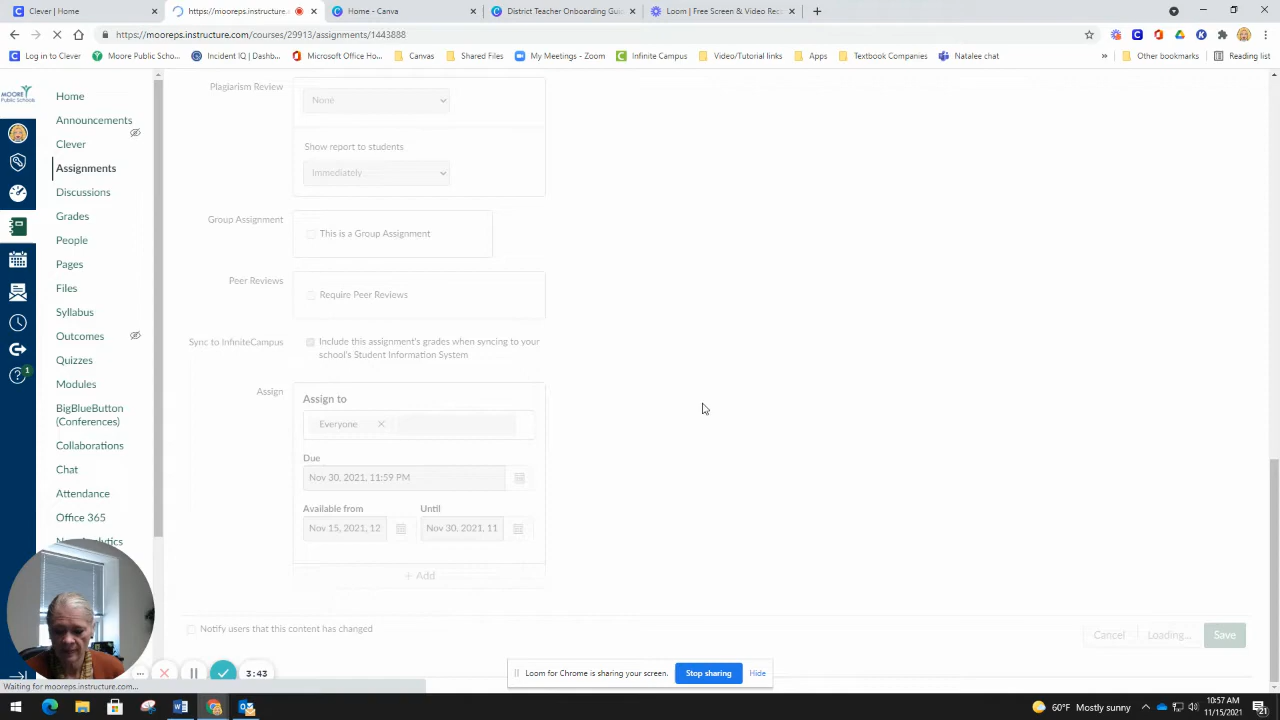 Clever | Home
https://mooreps.instructure.co
Home - Canva
District Teacher Onboarding Guid
Loom | Free Screen & Video Rec
https://mooreps.instructure.com/courses/29913/assignments/1443888
Log in to Clever
Moore Public Schoo...
Incident IQ | Dashb...
Microsoft Office Ho...
Canvas
Shared Files
My Meetings - Zoom
Infinite Campus
Video/Tutorial links
Apps
Textbook Companies
Natalee chat
»
Other bookmarks
Reading list
MOORE
Public Schools
Home
Announcements
Clever
Assignments
Discussions
Grades
People
Pages
Files
Syllabus
Outcomes
Quizzes
Modules
BigBlueButton
(Conferences)
Collaborations
Chat
Attendance
Office 365
1
Plagiarism Review
None
Show report to students
Immediately
Group Assignment
This is a Group Assignment
Peer Reviews
Require Peer Reviews
Sync to InfiniteCampus
Include this assignment's grades when syncing to your
school's Student Information System
Assign
Assign to
Everyone
Due
Nov 30, 2021, 11:59 PM
Available from
Until
Nov 15, 2021, 12
Nov 30, 2021, 11
+ Add
Notify users that this content has changed
Cancel
Loading...
Save
3:43
Loom for Chrome is sharing your screen.
Stop sharing
Hide
Waiting for mooreps.instructure.com...
60°F Mostly sunny
10:57 AM
11/15/2021
21